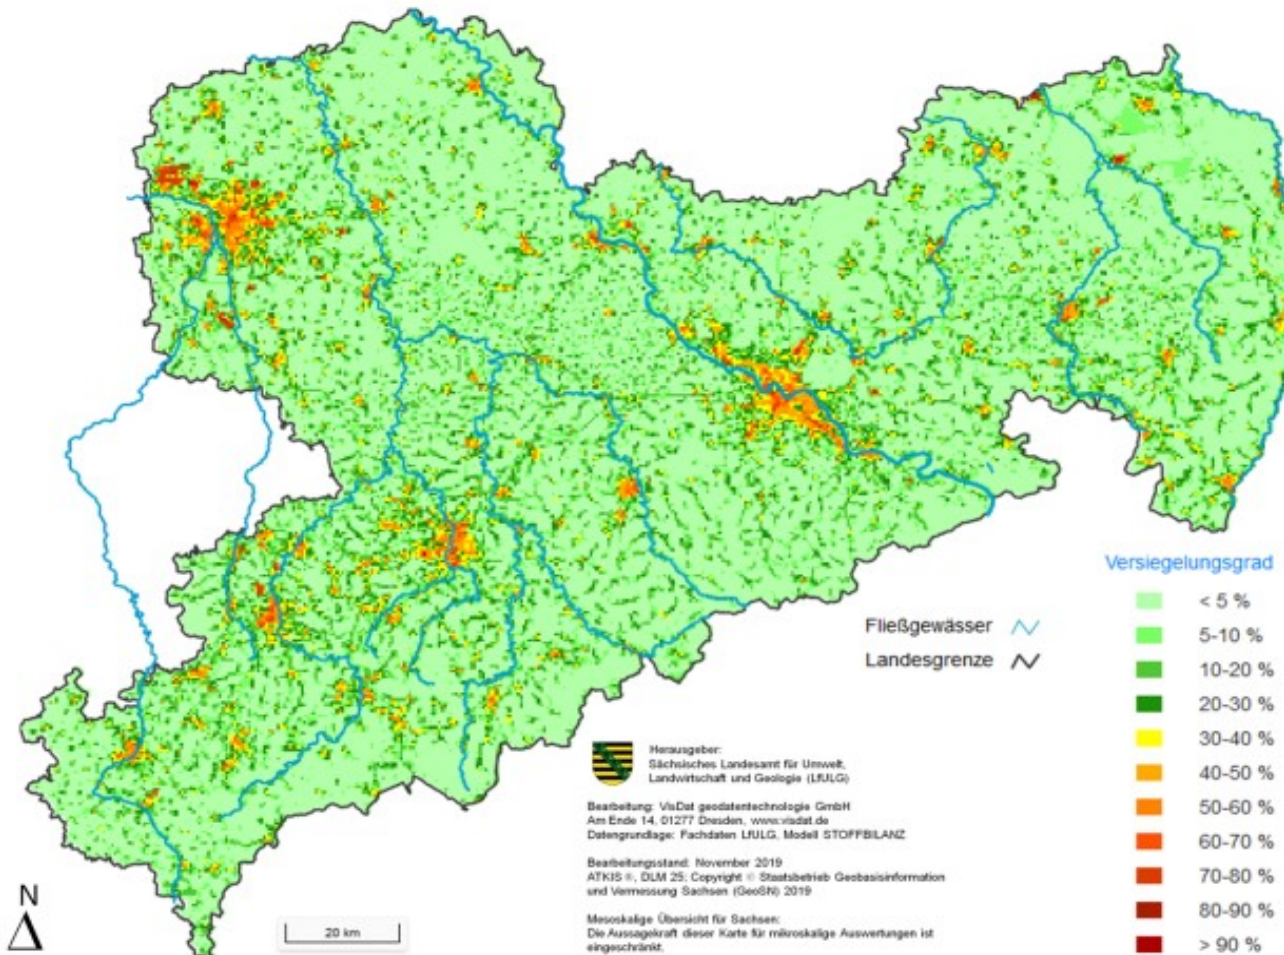 Versiegelungsgrad
< 5 %
5-10 %
10-20 %
20-30 %
30-40 %
40-50 %
50-60 %
60-70 %
70-80 %
80-90 %
> 90 %
Fließgewässer
Landesgrenze
Herausgeber:
Sächsisches Landesamt für Umwelt,
Landwirtschaft und Geologie (LfULG)
Bearbeitung: VisDat geodatentechnologie GmbH
Am Ende 14, 01277 Dresden, www.visdat.de
Datengrundlage: Fachdaten LfULG, Modell STOFFBILANZ
Bearbeitungsstand: November 2019
ATKIS ®, DLM 25; Copyright © Staatsbetrieb Geobasisinformation
und Vermessung Sachsen (GeoSN) 2019
Mesoskalige Übersicht für Sachsen:
Die Aussagekraft dieser Karte für mikroskalige Auswertungen ist
eingeschränkt.
N
20 km